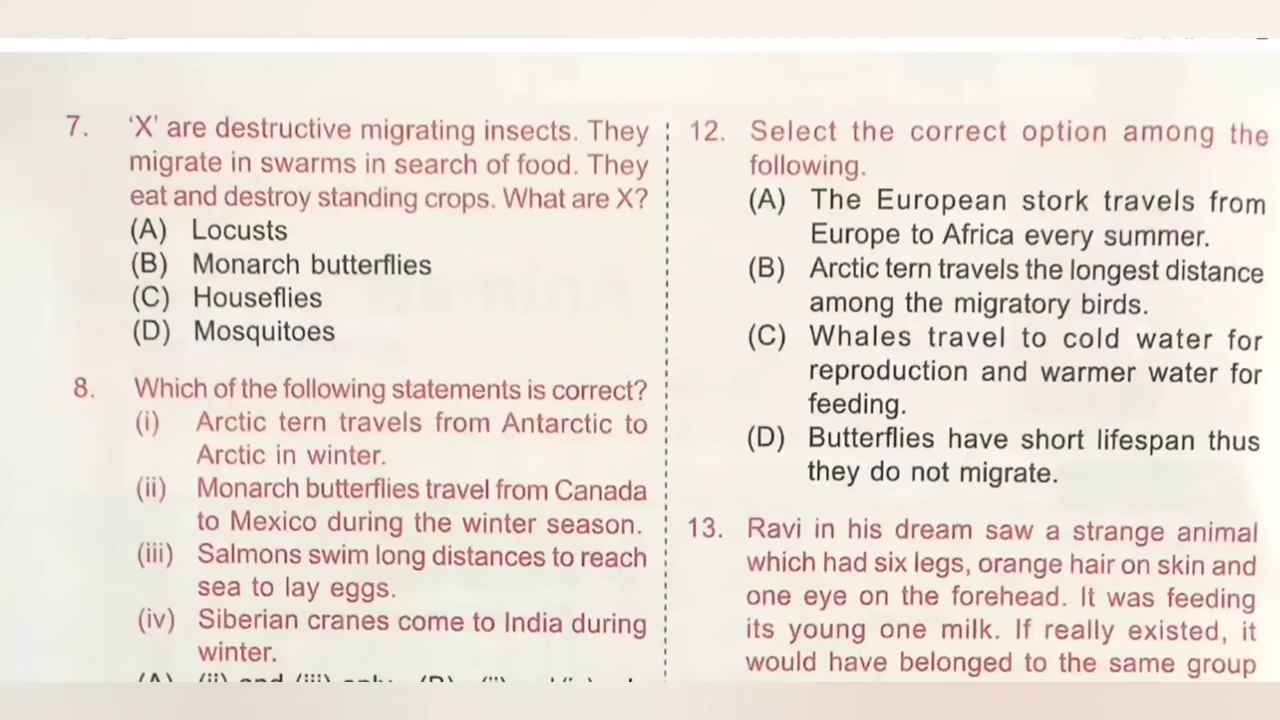 7. 'X' are destructive migrating insects. They
migrate in swarms in search of food. They
eat and destroy standing crops. What are X?
(A) Locusts
(B) Monarch butterflies
(C) Houseflies
(D) Mosquitoes
8. Which of the following statements is correct?
(i) Arctic tern travels from Antarctic to
Arctic in winter.
(ii) Monarch butterflies travel from Canada
to Mexico during the winter season.
(iii) Salmons swim long distances to reach
sea to lay eggs.
(iv) Siberian cranes come to India during
winter.
(A) (ii) and (iii) only (B)
12. Select the correct option among the
following.
(A) The European stork travels from
Europe to Africa every summer.
(B) Arctic tern travels the longest distance
among the migratory birds.
(C) Whales travel to cold water for
reproduction and warmer water for
feeding.
(D) Butterflies have short lifespan thus
they do not migrate.
13. Ravi in his dream saw a strange animal
which had six legs, orange hair on skin and
one eye on the forehead. It was feeding
its young one milk. If really existed, it
would have belonged to the same group